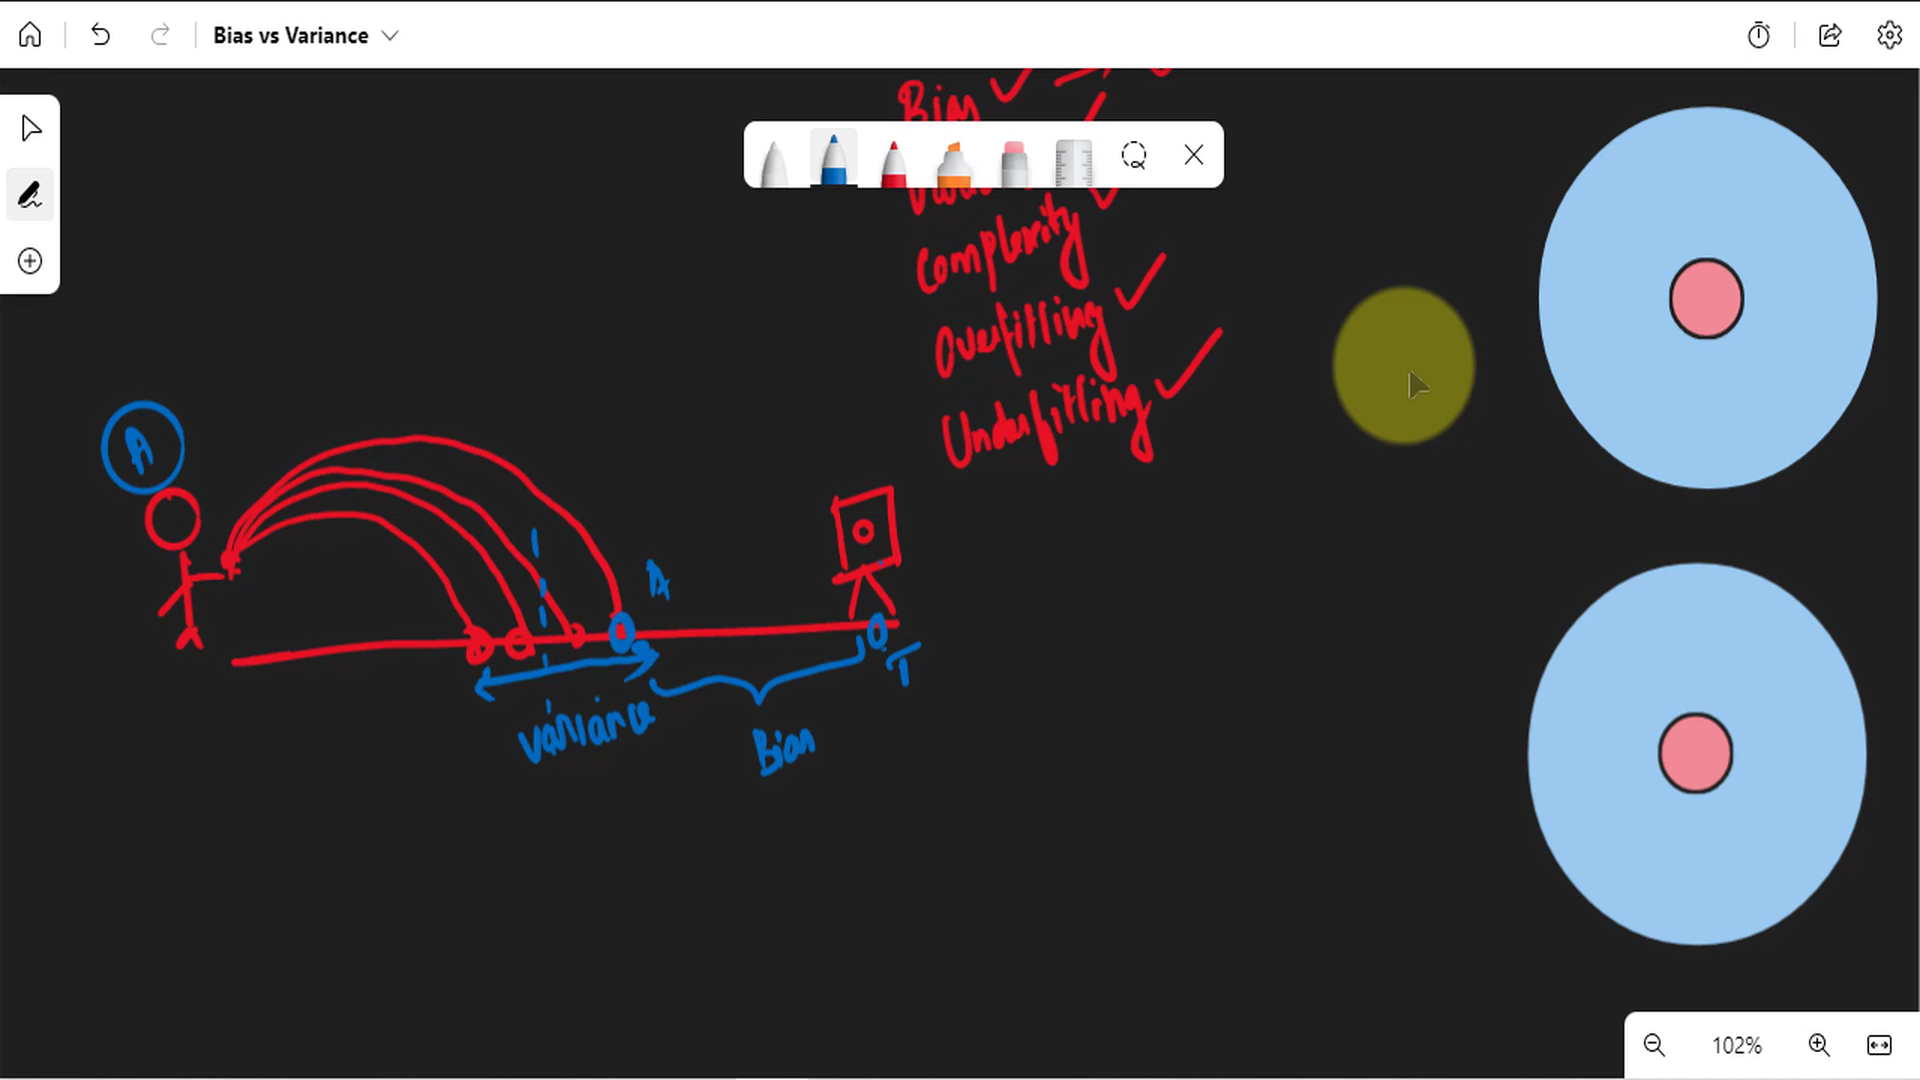 Bias vs Variance
Bias
Complexity
Overfitting
Underfitting
A
A
T
Variance
Bias
102%